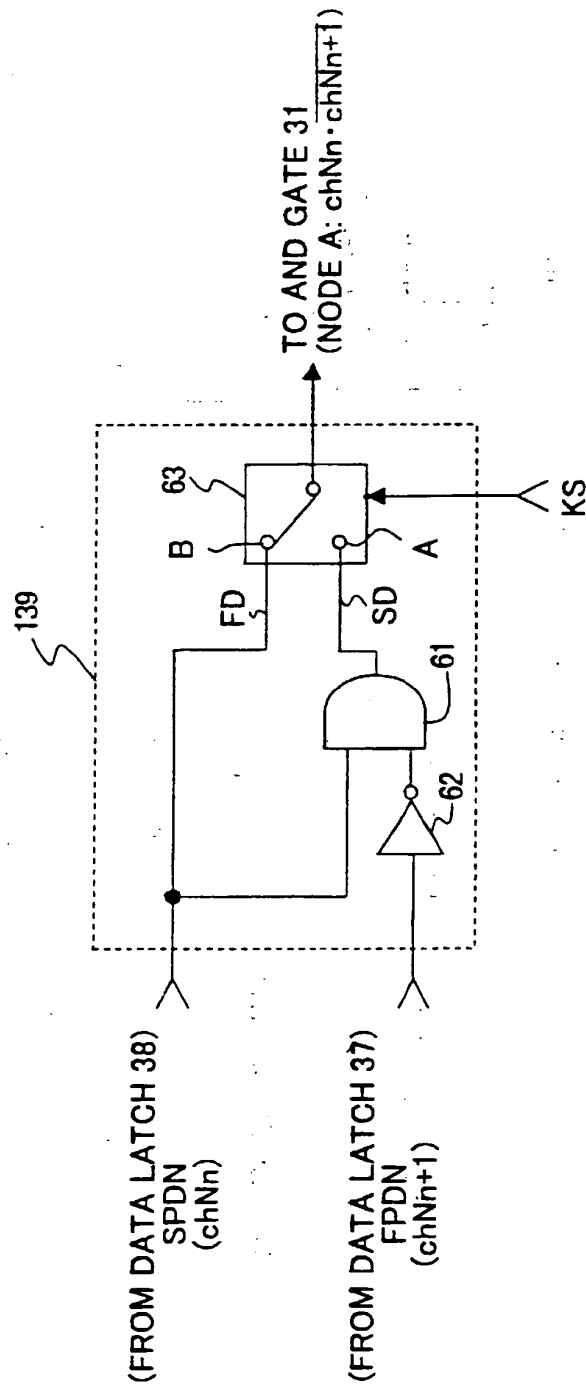 139
(FROM DATA LATCH 38)
SPDN
(chNn)
(FROM DATA LATCH 37)
FPDN
(chNn+1)
FD
B
63
SD
A
61
62
KS
TO AND GATE 31
(NODE A: chNn·c̅h̅N̅n̅+̅1̅)